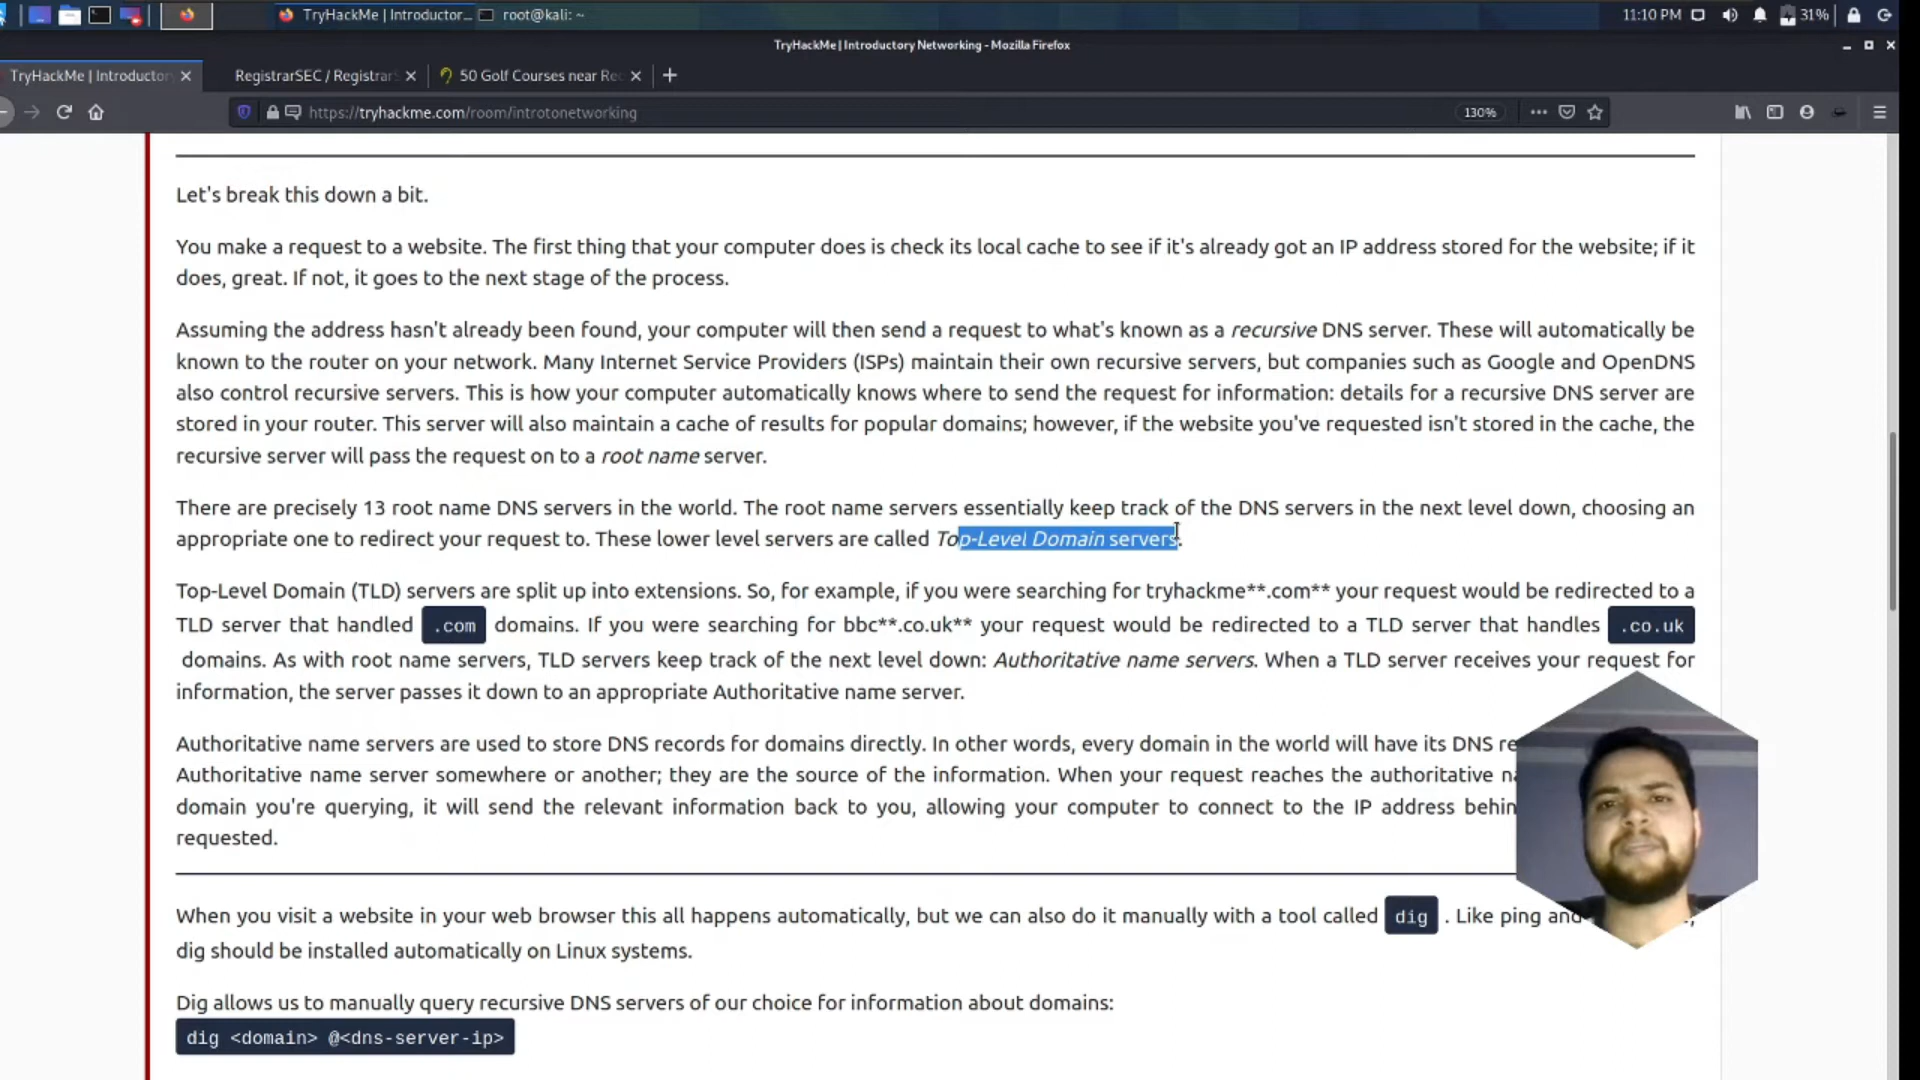 TryHackMe | Introductor... root@kali: ~ 11:10 PM 31%
TryHackMe | Introductory Networking - Mozilla Firefox
TryHackMe | Introductory RegistrarSEC / Registrar 50 Golf Courses near Re
https://tryhackme.com/room/introtonetworking 130%
Let's break this down a bit.
You make a request to a website. The first thing that your computer does is check its local cache to see if it's already got an IP address stored for the website; if it
does, great. If not, it goes to the next stage of the process.
Assuming the address hasn't already been found, your computer will then send a request to what's known as a recursive DNS server. These will automatically be
known to the router on your network. Many Internet Service Providers (ISPs) maintain their own recursive servers, but companies such as Google and OpenDNS
also control recursive servers. This is how your computer automatically knows where to send the request for information: details for a recursive DNS server are
stored in your router. This server will also maintain a cache of results for popular domains; however, if the website you've requested isn't stored in the cache, the
recursive server will pass the request on to a root name server.
There are precisely 13 root name DNS servers in the world. The root name servers essentially keep track of the DNS servers in the next level down, choosing an
appropriate one to redirect your request to. These lower level servers are called Top-Level Domain servers.
Top-Level Domain (TLD) servers are split up into extensions. So, for example, if you were searching for tryhackme**.com** your request would be redirected to a
TLD server that handled .com domains. If you were searching for bbc**.co.uk** your request would be redirected to a TLD server that handles .co.uk
domains. As with root name servers, TLD servers keep track of the next level down: Authoritative name servers. When a TLD server receives your request for
information, the server passes it down to an appropriate Authoritative name server.
Authoritative name servers are used to store DNS records for domains directly. In other words, every domain in the world will have its DNS re
Authoritative name server somewhere or another; they are the source of the information. When your request reaches the authoritative na
domain you're querying, it will send the relevant information back to you, allowing your computer to connect to the IP address behin
requested.
When you visit a website in your web browser this all happens automatically, but we can also do it manually with a tool called dig . Like ping and
dig should be installed automatically on Linux systems.
Dig allows us to manually query recursive DNS servers of our choice for information about domains:
dig <domain> @<dns-server-ip>